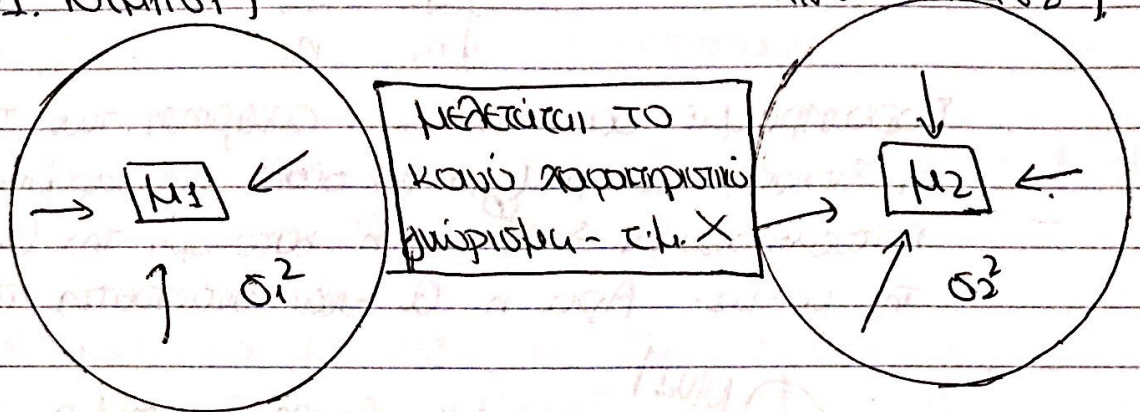 μελετάται το
κοινό χαρακτηριστικό
γνώρισμα - τ.μ. X
μ1
σ1²
μ2
σ2²